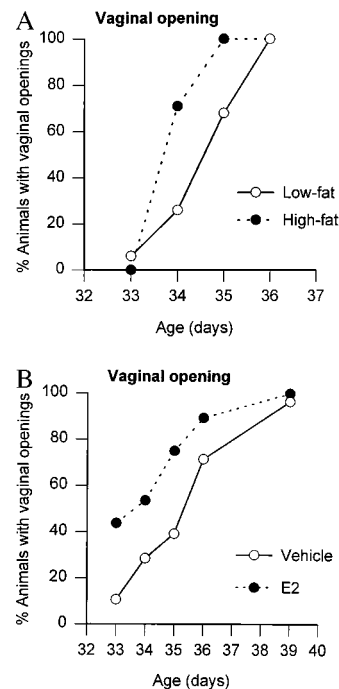 A
Vaginal opening
% Animals with vaginal openings
100
80
60
40
20
0
Low-fat
High-fat
32 33 34 35 36 37
Age (days)
B
Vaginal opening
% Animals with vaginal openings
100
80
60
40
20
0
Vehicle
E2
32 33 34 35 36 37 38 39 40
Age (days)